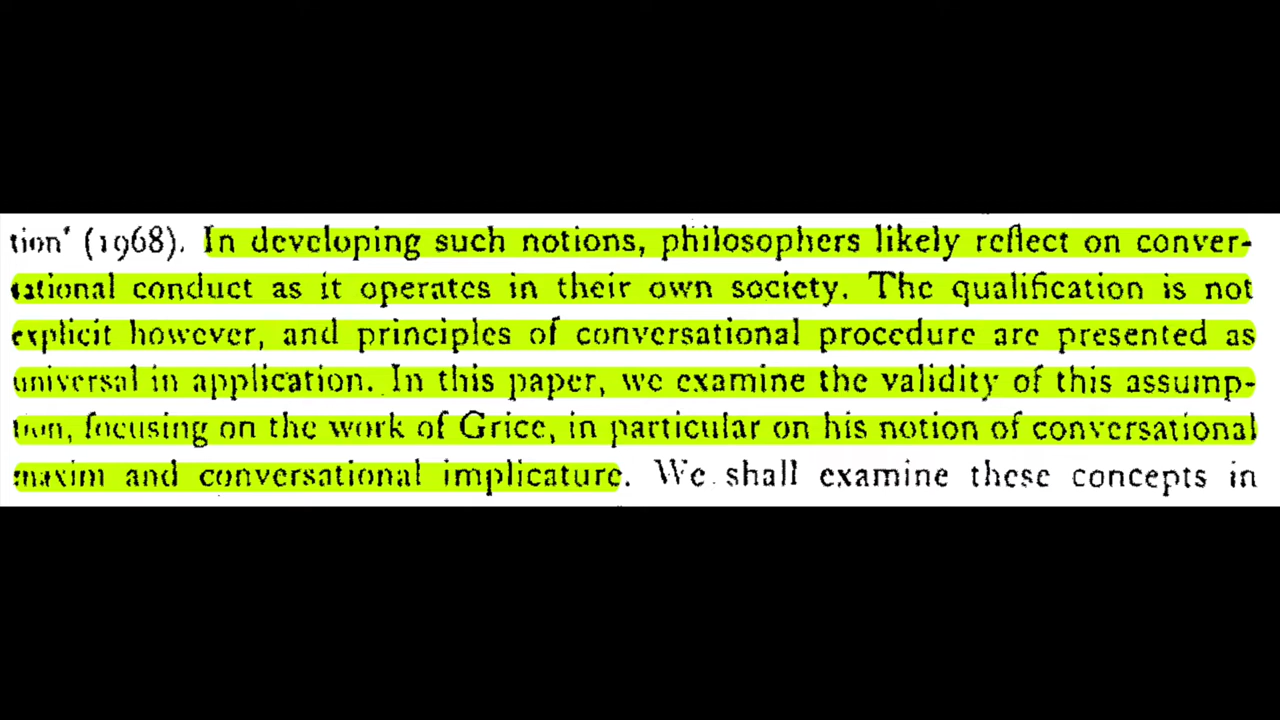 tion' (1968). In developing such notions, philosophers likely reflect on conver-
sational conduct as it operates in their own society. The qualification is not
explicit however, and principles of conversational procedure are presented as
universal in application. In this paper, we examine the validity of this assump-
tion, focusing on the work of Grice, in particular on his notion of conversational
maxim and conversational implicature. We shall examine these concepts in